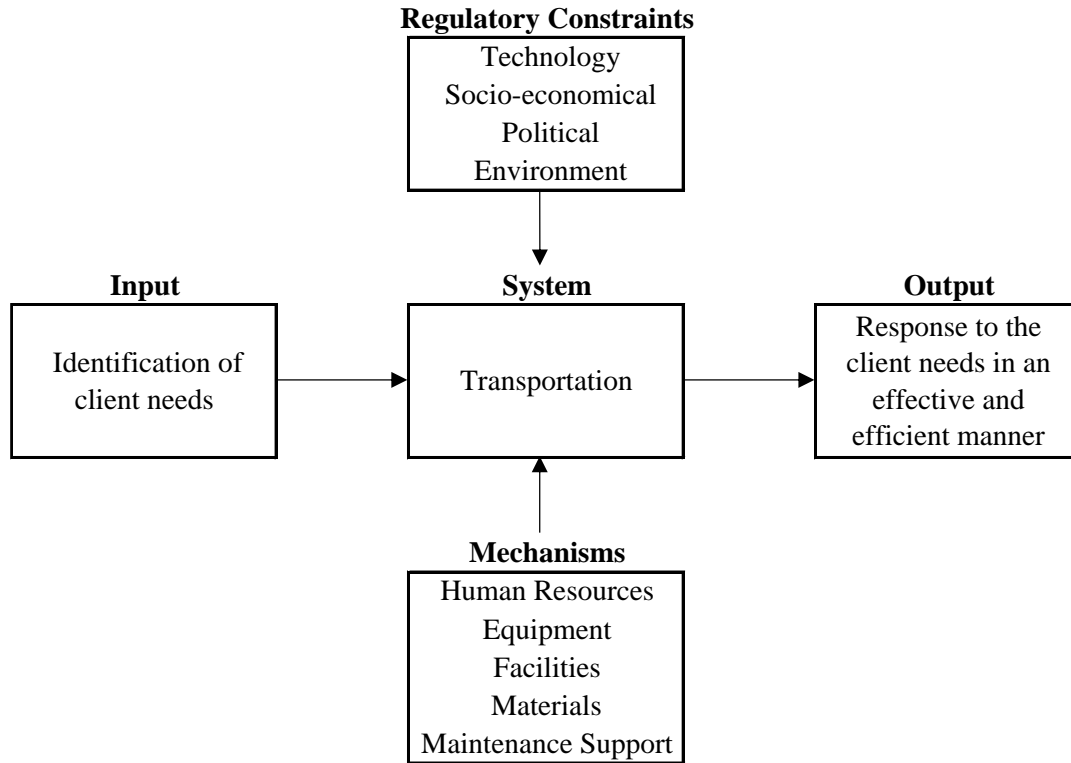 Regulatory Constraints
Technology
Socio-economical
Political
Environment
Input
Identification of
client needs
System
Transportation
Output
Response to the
client needs in an
effective and
efficient manner
Mechanisms
Human Resources
Equipment
Facilities
Materials
Maintenance Support